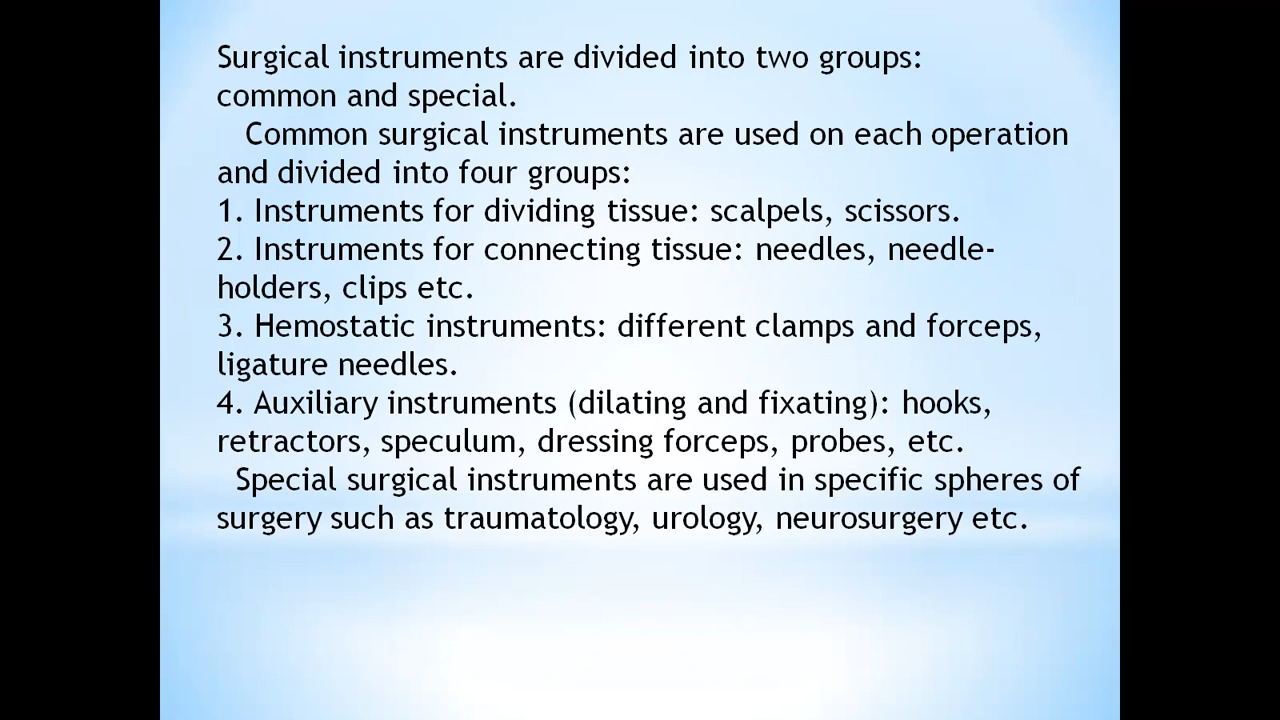 Surgical instruments are divided into two groups:
common and special.
Common surgical instruments are used on each operation
and divided into four groups:
1. Instruments for dividing tissue: scalpels, scissors.
2. Instruments for connecting tissue: needles, needle-
holders, clips etc.
3. Hemostatic instruments: different clamps and forceps,
ligature needles.
4. Auxiliary instruments (dilating and fixating): hooks,
retractors, speculum, dressing forceps, probes, etc.
Special surgical instruments are used in specific spheres of
surgery such as traumatology, urology, neurosurgery etc.